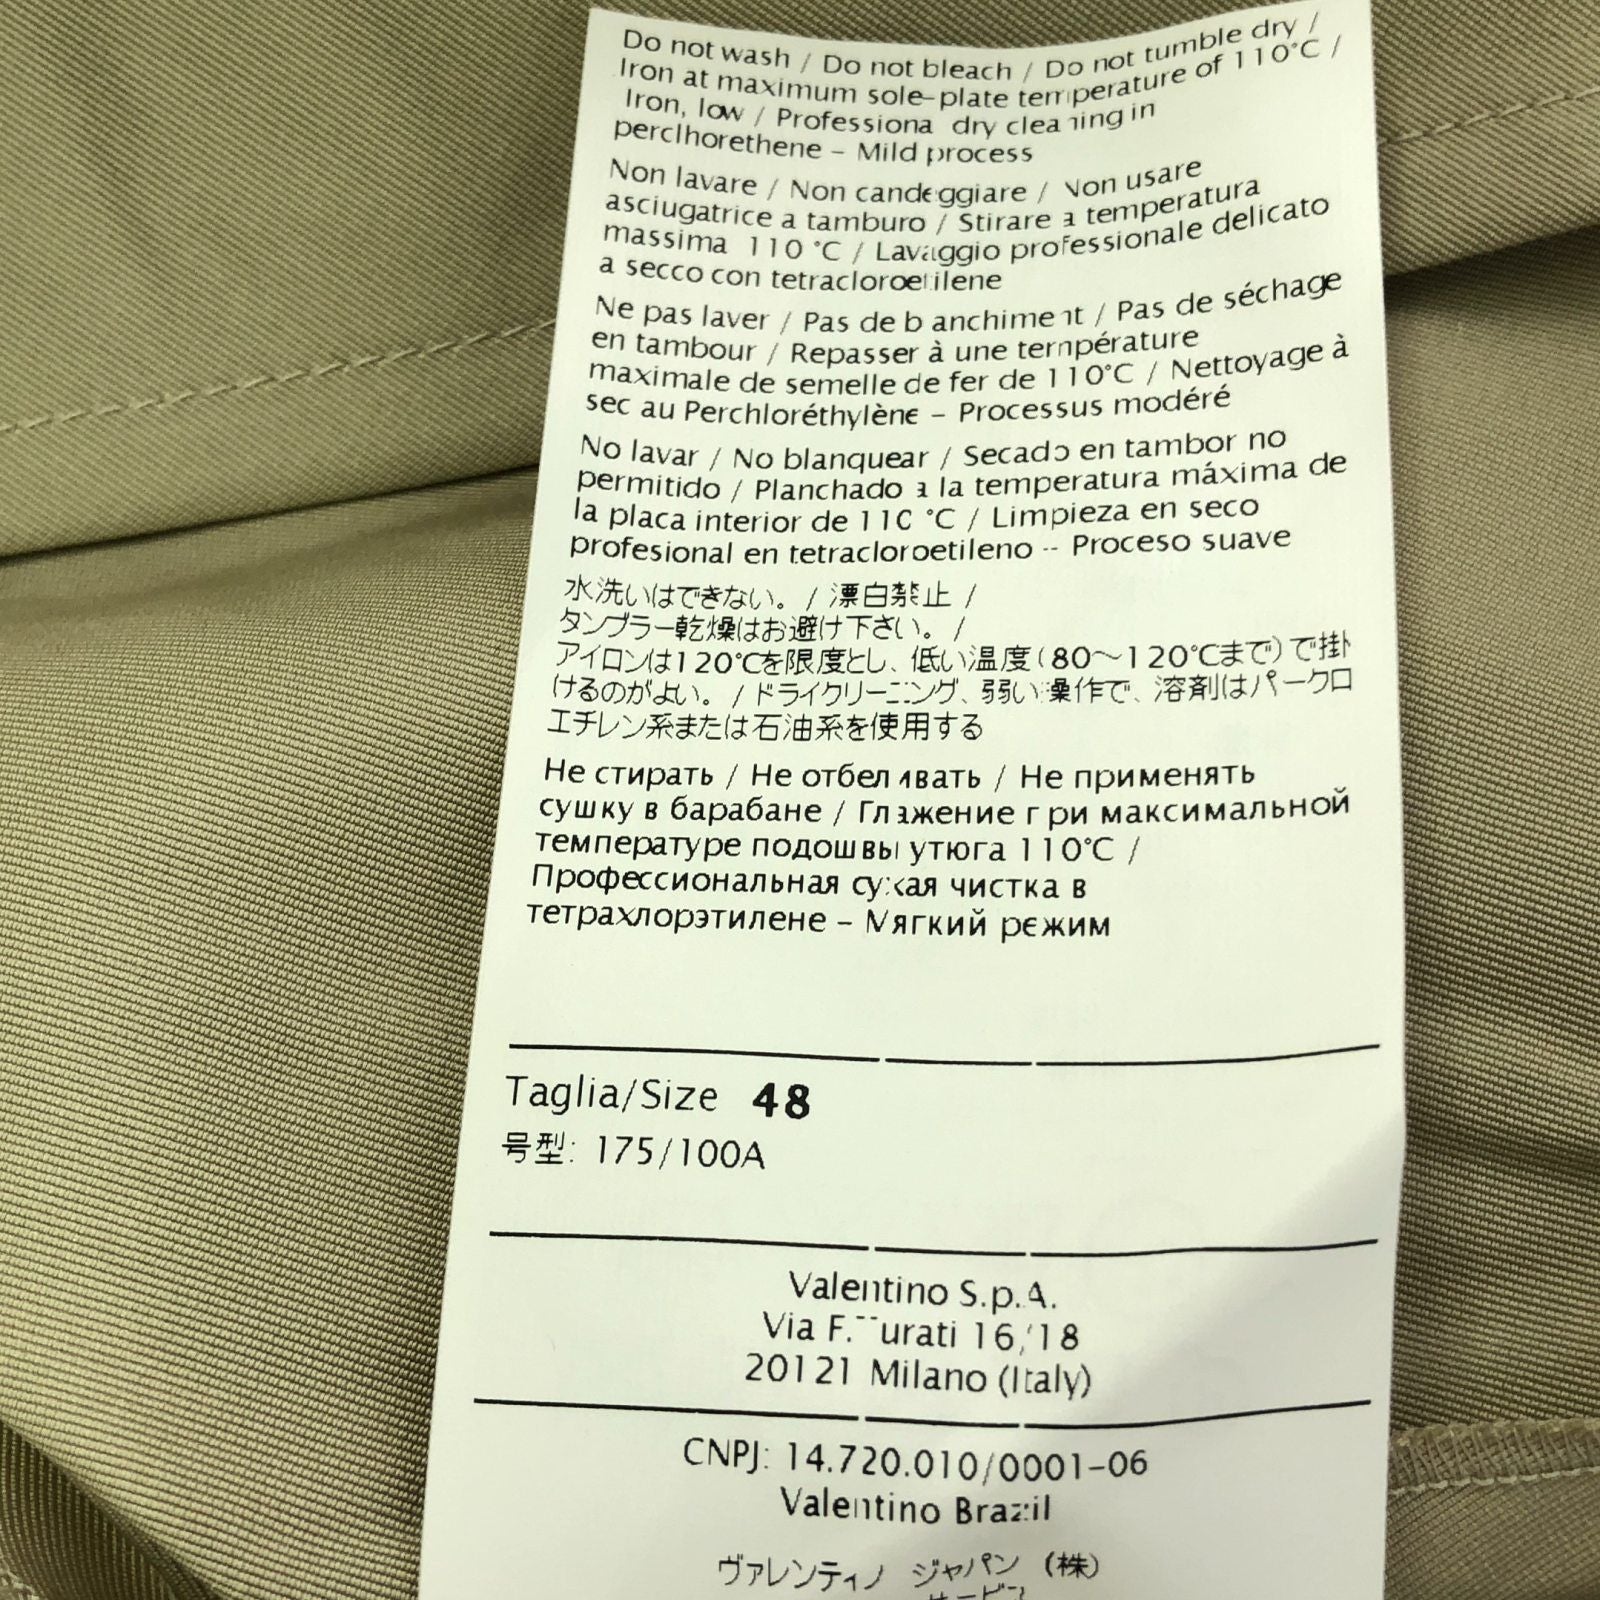 Do not wash / Do not bleach / Do not tumble dry /
Iron at maximum sole-plate temperature of 110°C /
Iron, low / Professional dry cleaning in
perclhorethene – Mild process
Non lavare / Non candeggiare / Non usare
asciugatrice a tamburo / Stirare a temperatura
massima 110 °C / Lavaggio professionale delicato
a secco con tetracloroetilene
Ne pas laver / Pas de blanchiment / Pas de séchage
en tambour / Repasser à une température
maximale de semelle de fer de 110°C / Nettoyage à
sec au Perchloréthylène – Processus modéré
No lavar / No blanquear / Secado en tambor no
permitido / Planchado a la temperatura máxima de
la placa interior de 110 °C / Limpieza en seco
profesional en tetracloroetileno -- Proceso suave
水洗いはできない。/ 漂白禁止 /
タンブラー乾燥はお避け下さい。/
アイロンは120℃を限度とし、低い温度(80～120℃まで)で掛
けるのがよい。/ドライクリーニング、弱い操作で、溶剤はパークロ
エチレン系または石油系を使用する
Не стирать / Не отбеливать / Не применять
сушку в барабане / Глажение при максимальной
температуре подошвы утюга 110°C /
Профессиональная сухая чистка в
тетрахлорэтилене – Мягкий режим
Taglia/Size 48
号型: 175/100A
Valentino S.p.A.
Via F. Turati 16/18
20121 Milano (Italy)
CNPJ: 14.720.010/0001-06
Valentino Brazil
ヴァレンティノ ジャパン (株)